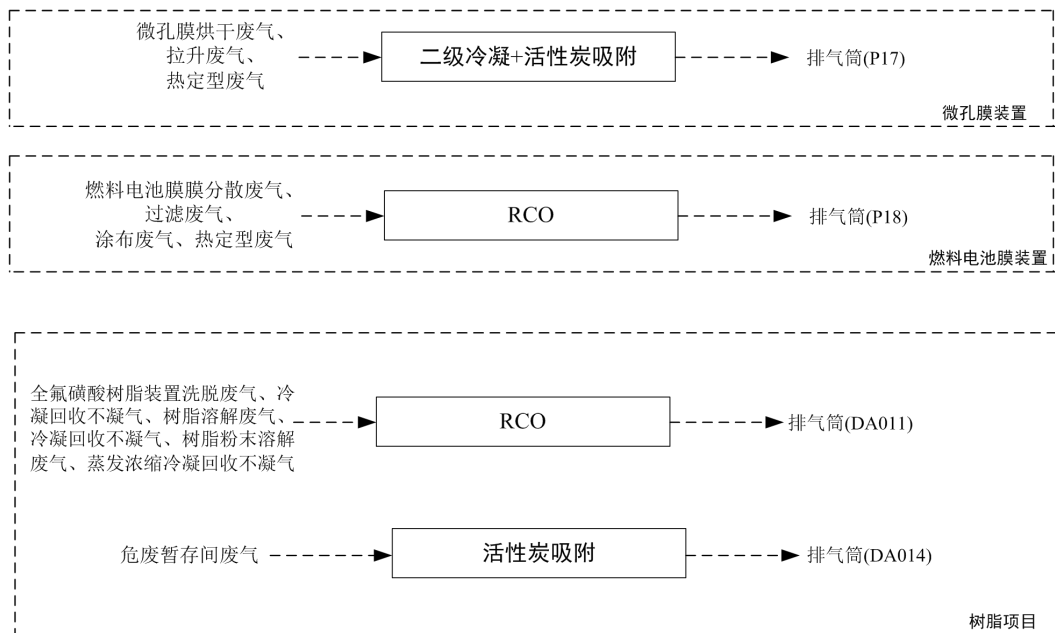 微孔膜烘干废气、
拉升废气、
热定型废气
二级冷凝+活性炭吸附
排气筒(P17)
微孔膜装置
燃料电池膜膜分散废气、
过滤废气、
涂布废气、热定型废气
RCO
排气筒(P18)
燃料电池膜装置
全氟磺酸树脂装置洗脱废气、冷
凝回收不凝气、树脂溶解废气、
冷凝回收不凝气、树脂粉末溶解
废气、蒸发浓缩冷凝回收不凝气
RCO
排气筒(DA011)
危废暂存间废气
活性炭吸附
排气筒(DA014)
树脂项目